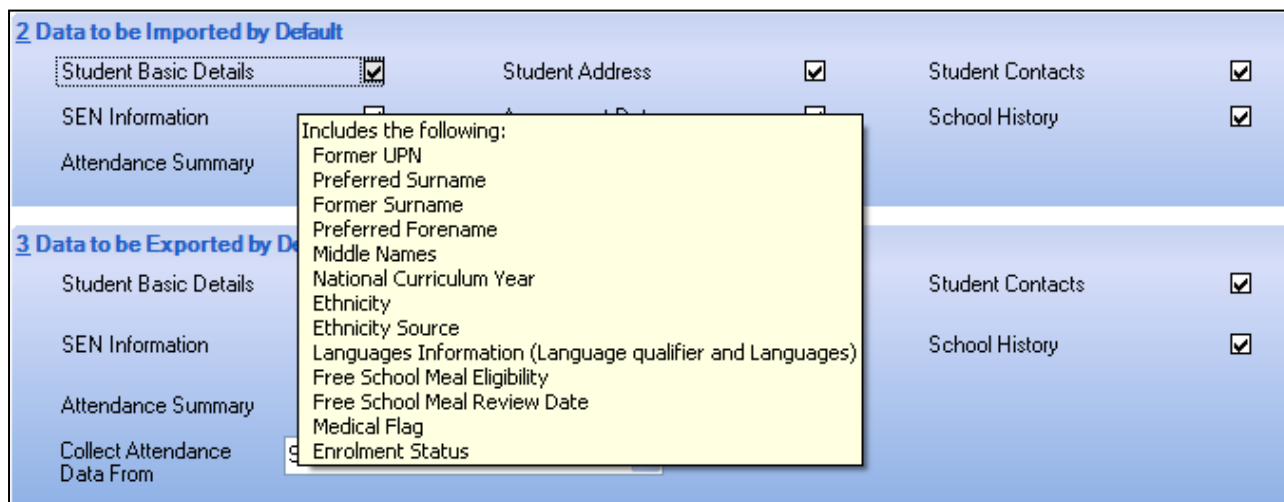 2 Data to be Imported by Default
Student Basic Details Student Address Student Contacts
SEN Information School History
Attendance Summary
Includes the following:
Former UPN
Preferred Surname
Former Surname
Preferred Forename
Middle Names
National Curriculum Year
Ethnicity
Ethnicity Source
Languages Information (Language qualifier and Languages)
Free School Meal Eligibility
Free School Meal Review Date
Medical Flag
Enrolment Status
3 Data to be Exported by De
Student Basic Details Student Contacts
SEN Information School History
Attendance Summary
Collect Attendance
Data From